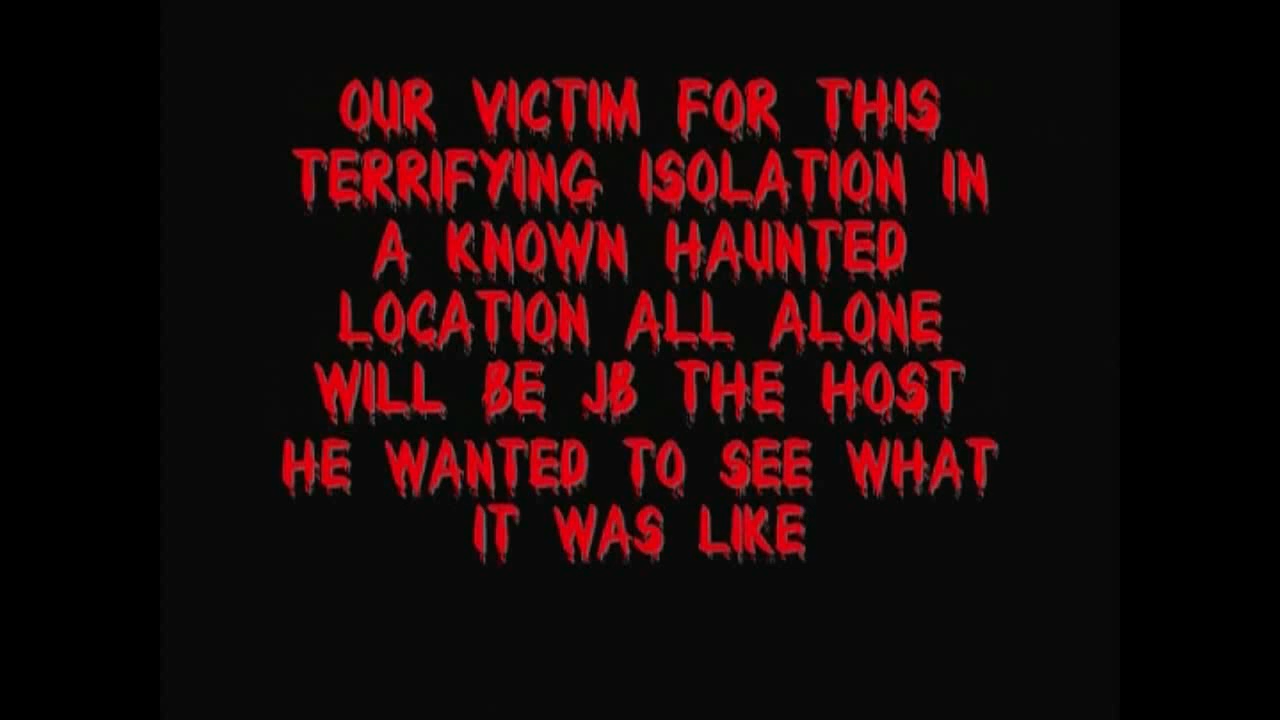 OUR VICTIM FOR THIS
TERRIFYING ISOLATION IN
A KNOWN HAUNTED
LOCATION ALL ALONE
WILL BE JB THE HOST
HE WANTED TO SEE WHAT
IT WAS LIKE